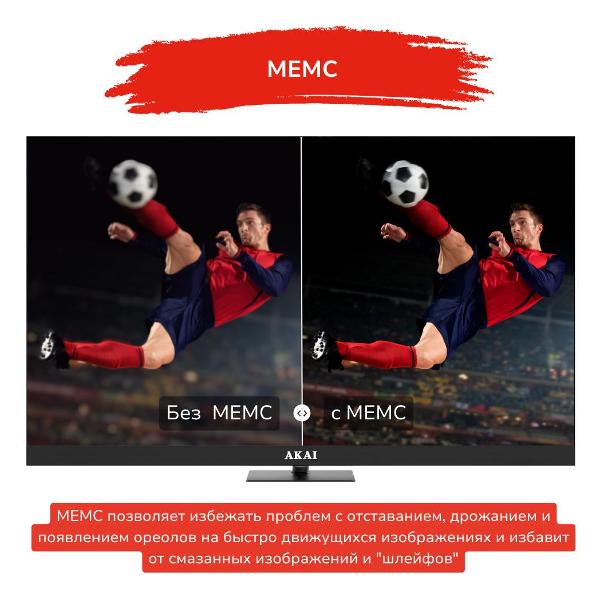 MEMC
Без MEMC
с MEMC
AKAI
MEMC позволяет избежать проблем с отставанием, дрожанием и
появлением ореолов на быстро движущихся изображениях и избавит
от смазанных изображений и "шлейфов"